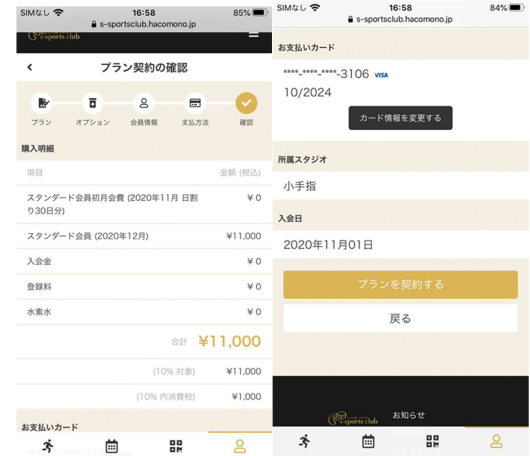 SIMなし 16:58 85%
s-sportsclub.hacomono.jp
s-sports club
プラン契約の確認
プラン オプション 会員情報 支払方法 確認
購入明細
項目 金額 (税込)
スタンダード会員初月会費 (2020年11月 日割り30日分) ¥ 0
スタンダード会員 (2020年12月) ¥11,000
入会金 ¥ 0
登録料 ¥ 0
水素水 ¥ 0
合計 ¥11,000
(10% 対象) ¥11,000
(10% 内消費税) ¥1,000
お支払いカード
SIMなし 16:58 84%
s-sportsclub.hacomono.jp
お支払いカード
****-****-****-3106 VISA
10/2024
カード情報を変更する
所属スタジオ
小手指
入会日
2020年11月01日
プランを契約する
戻る
s-sports club お知らせ